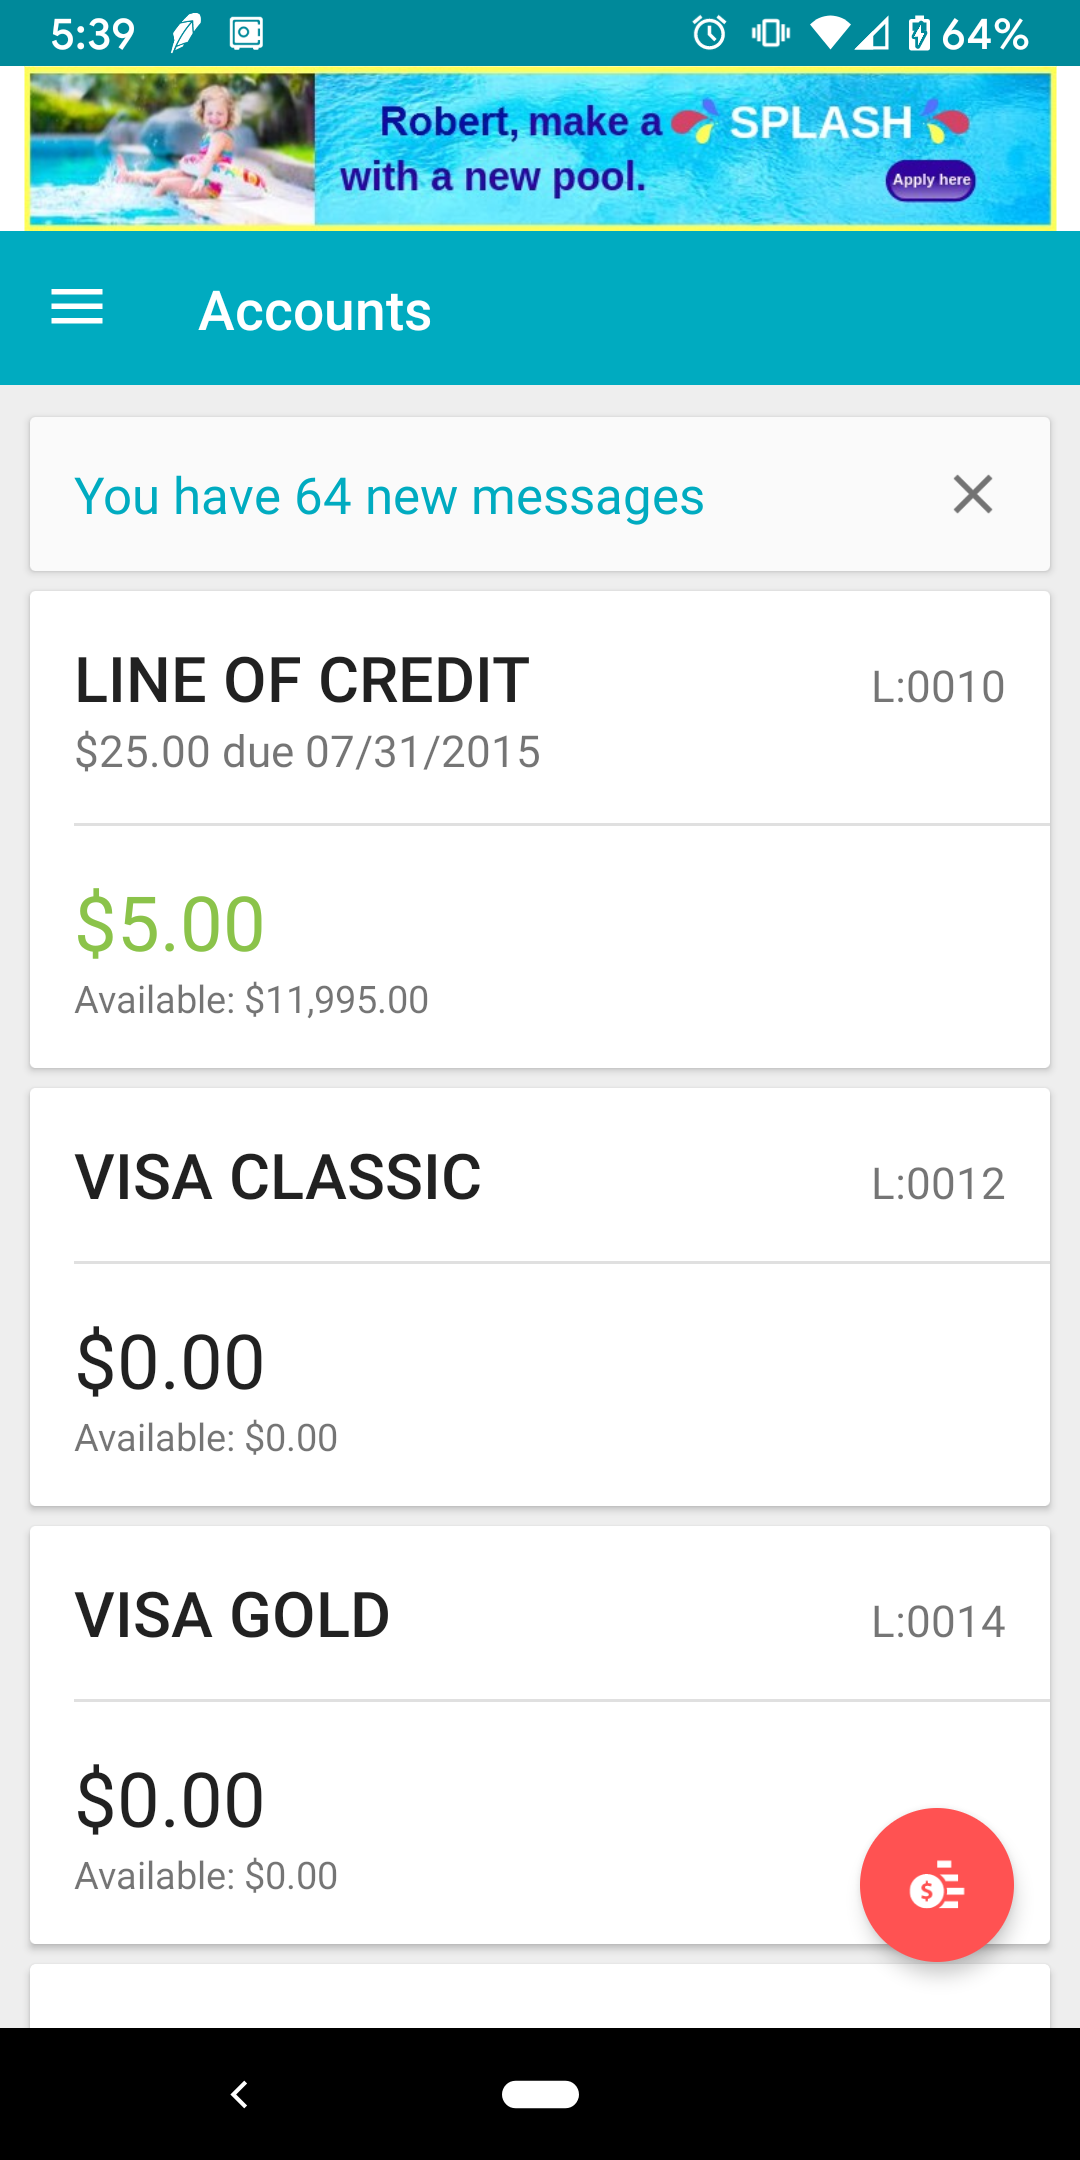 5:39
64%
Robert, make a SPLASH
with a new pool.
Apply here
Accounts
You have 64 new messages
LINE OF CREDIT
L:0010
$25.00 due 07/31/2015
$5.00
Available: $11,995.00
VISA CLASSIC
L:0012
$0.00
Available: $0.00
VISA GOLD
L:0014
$0.00
Available: $0.00
$